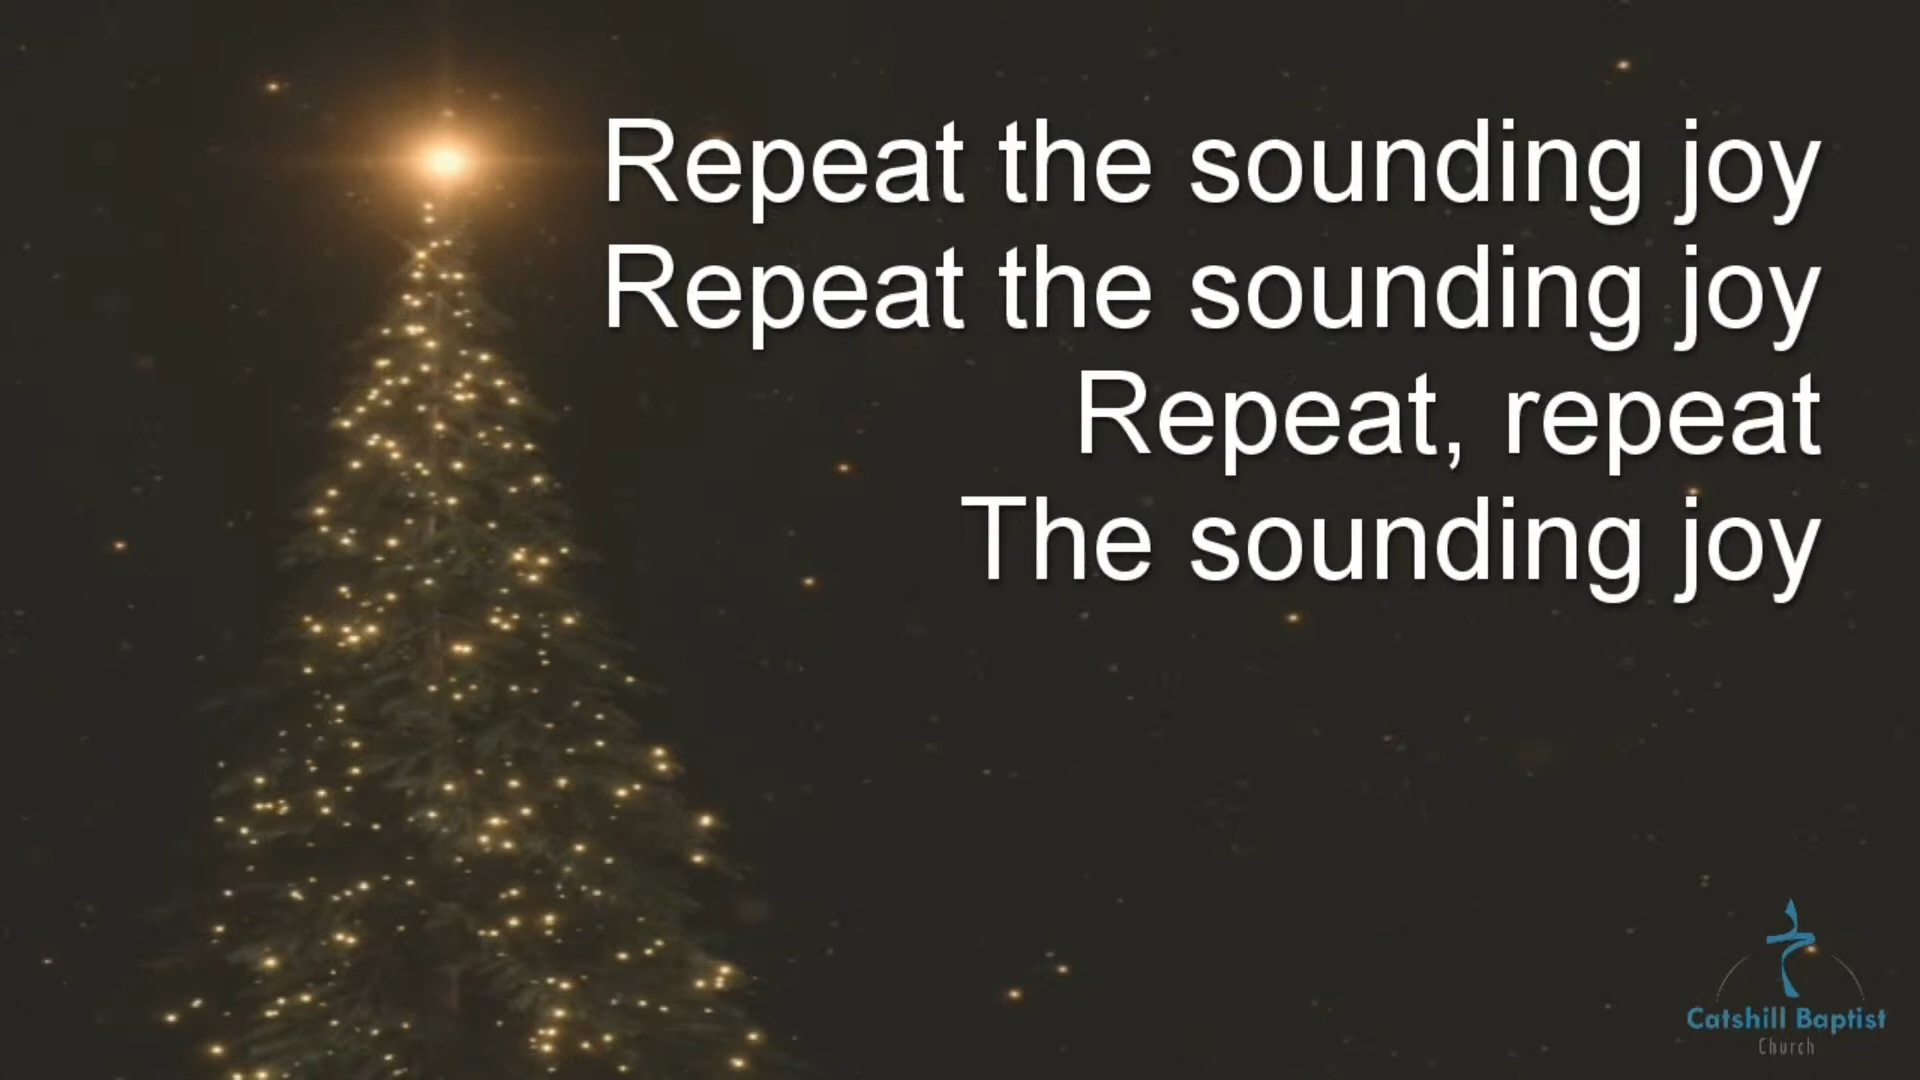 Repeat the sounding joy
Repeat the sounding joy
Repeat, repeat
The sounding joy
Catshill Baptist
Church